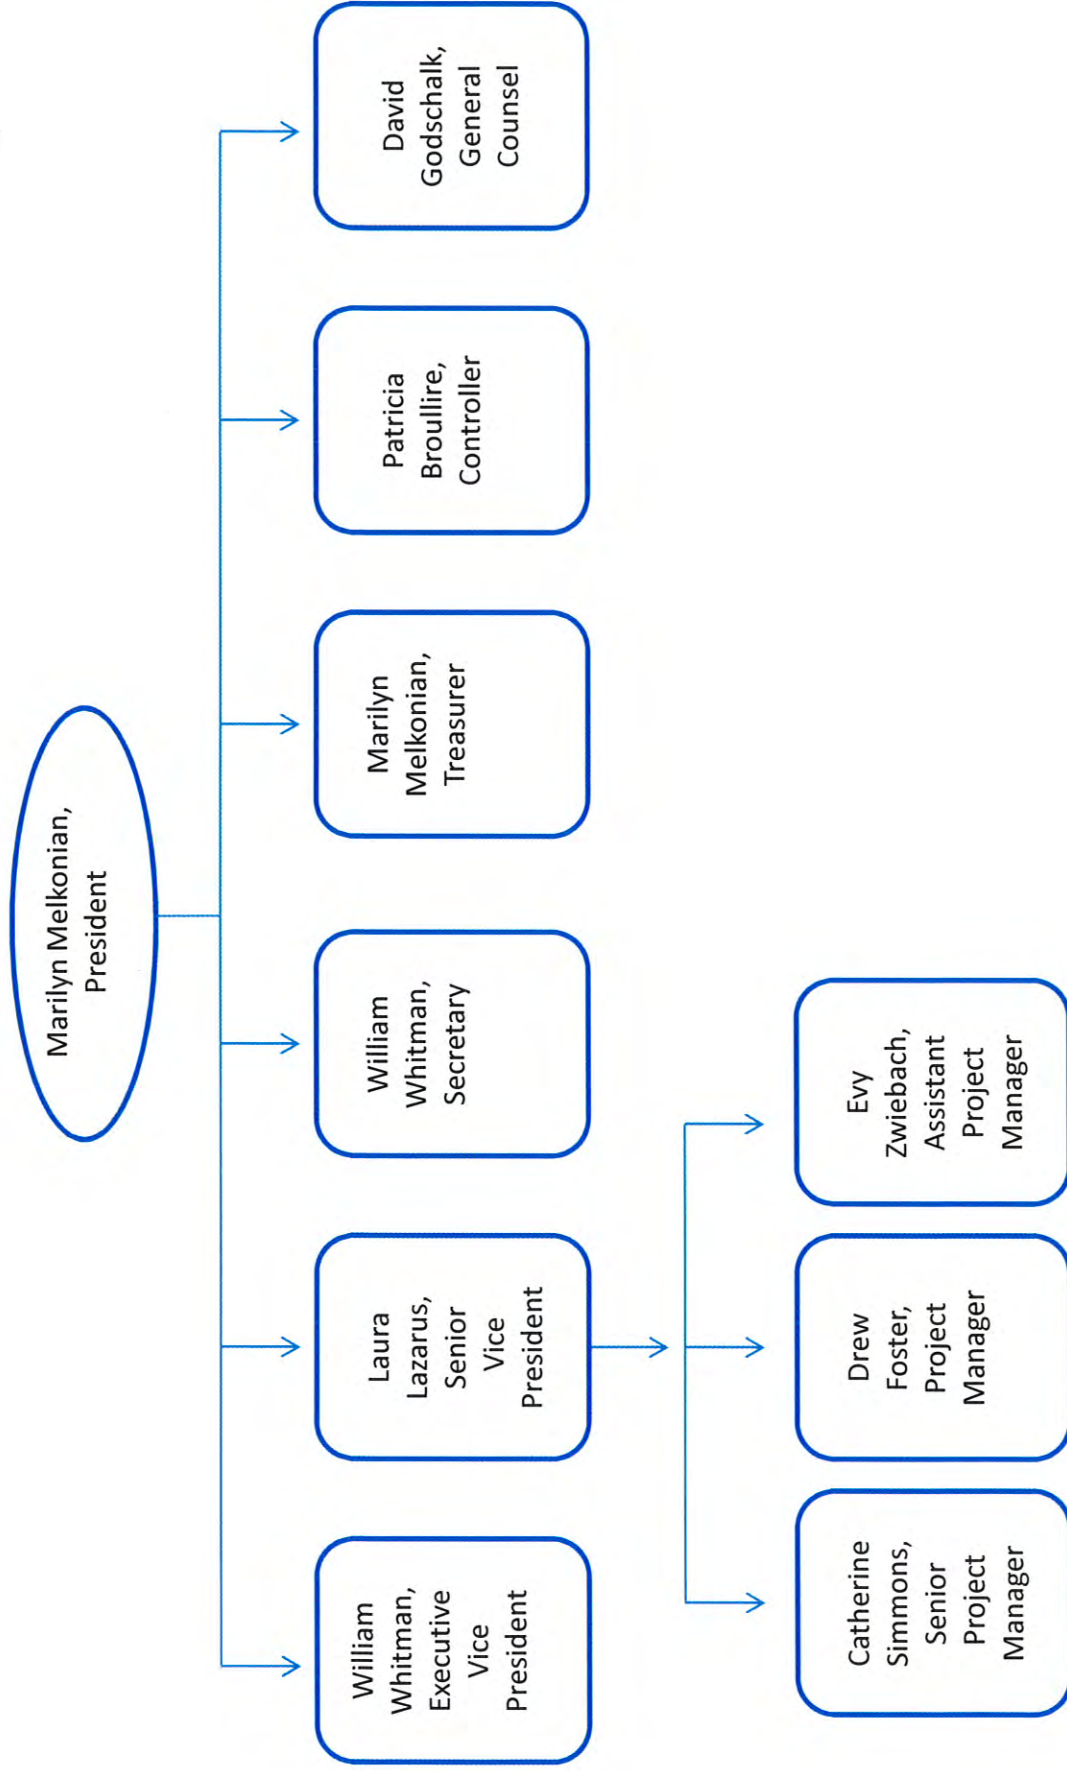 Marilyn Melkonian,
President
William
Whitman,
Executive
Vice
President
Laura
Lazarus,
Senior
Vice
President
William
Whitman,
Secretary
Marilyn
Melkonian,
Treasurer
Patricia
Broullire,
Controller
David
Godschalk,
General
Counsel
Catherine
Simmons,
Senior
Project
Manager
Drew
Foster,
Project
Manager
Evy
Zwiebach,
Assistant
Project
Manager